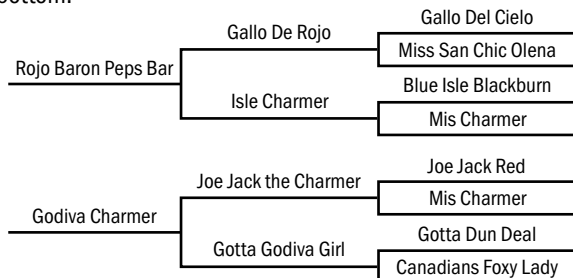 bottom.
Gallo Del Cielo
Gallo De Rojo
Miss San Chic Olena
Rojo Baron Peps Bar
Blue Isle Blackburn
Isle Charmer
Mis Charmer
Joe Jack Red
Joe Jack the Charmer
Mis Charmer
Godiva Charmer
Gotta Dun Deal
Gotta Godiva Girl
Canadians Foxy Lady